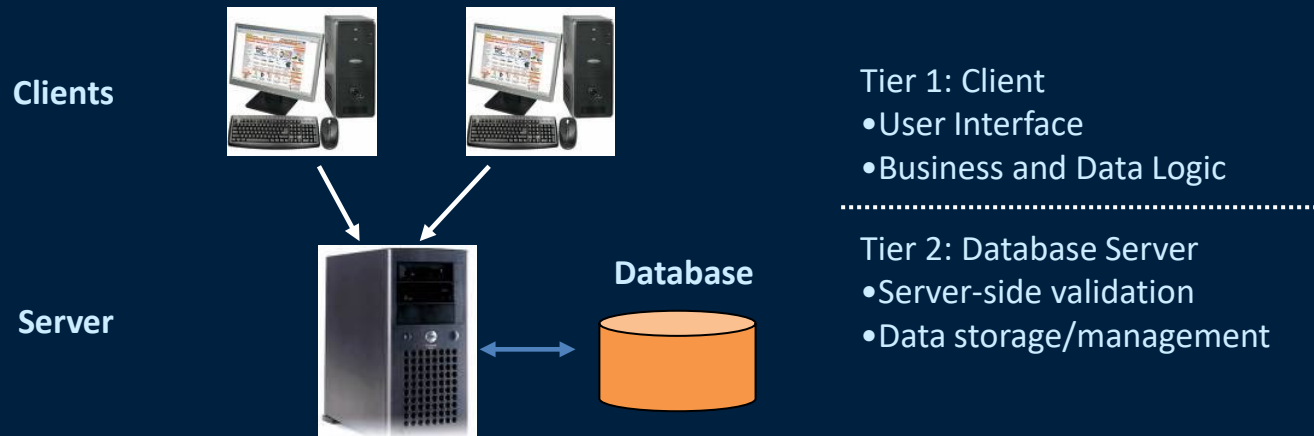 Clients
Tier 1: Client
•User Interface
•Business and Data Logic
Server
Database
Tier 2: Database Server
•Server-side validation
•Data storage/management